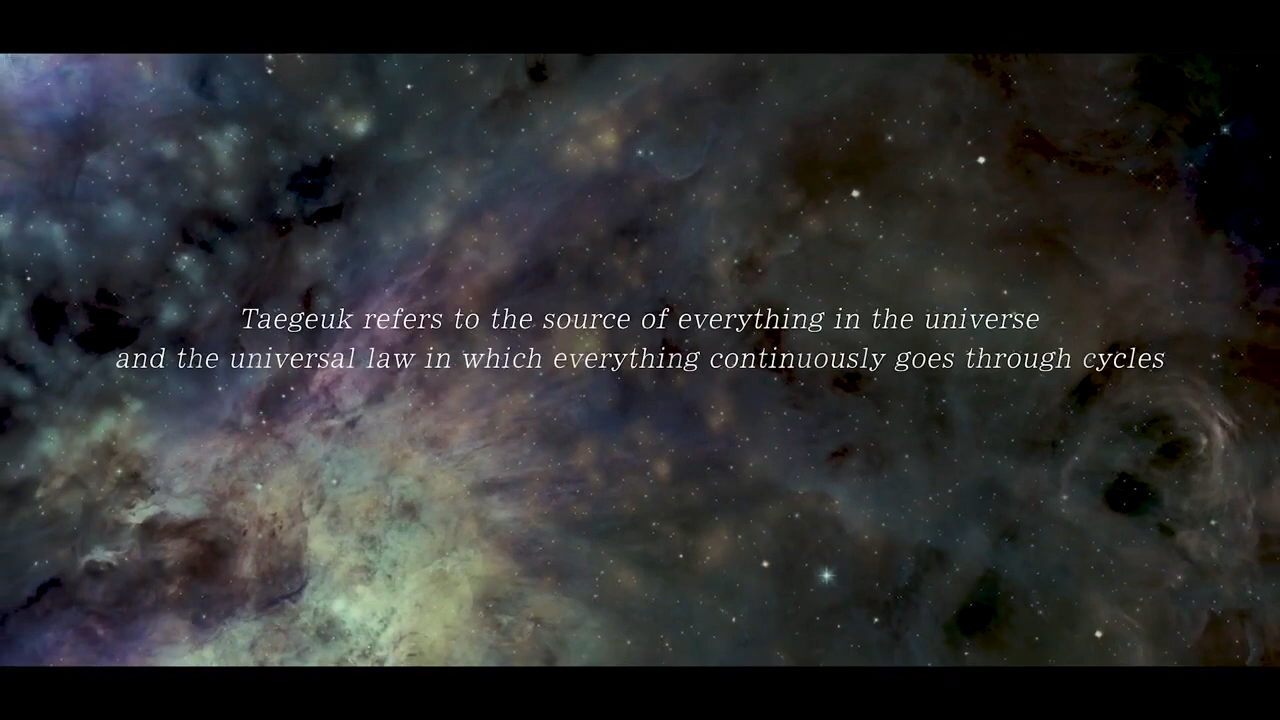 Taegeuk refers to the source of everything in the universe
and the universal law in which everything continuously goes through cycles